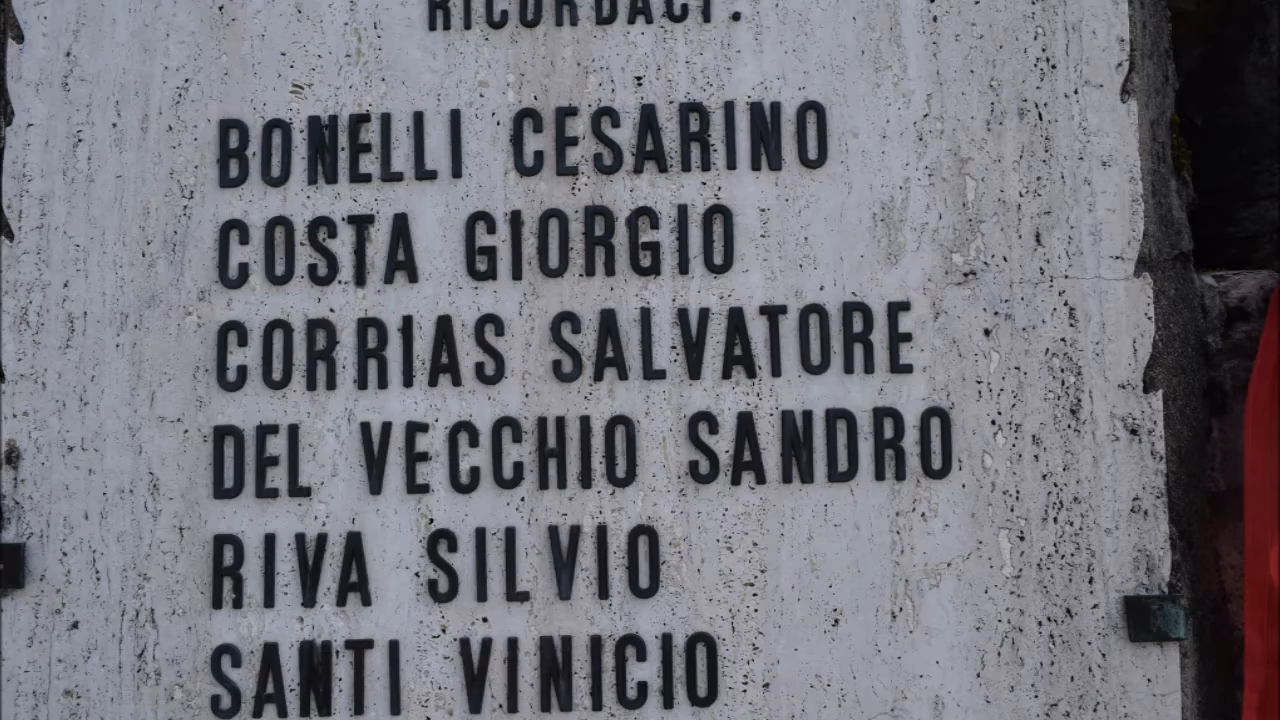 RICORDACI.
BONELLI CESARINO
COSTA GIORGIO
CORRIAS SALVATORE
DEL VECCHIO SANDRO
RIVA SILVIO
SANTI VINICIO